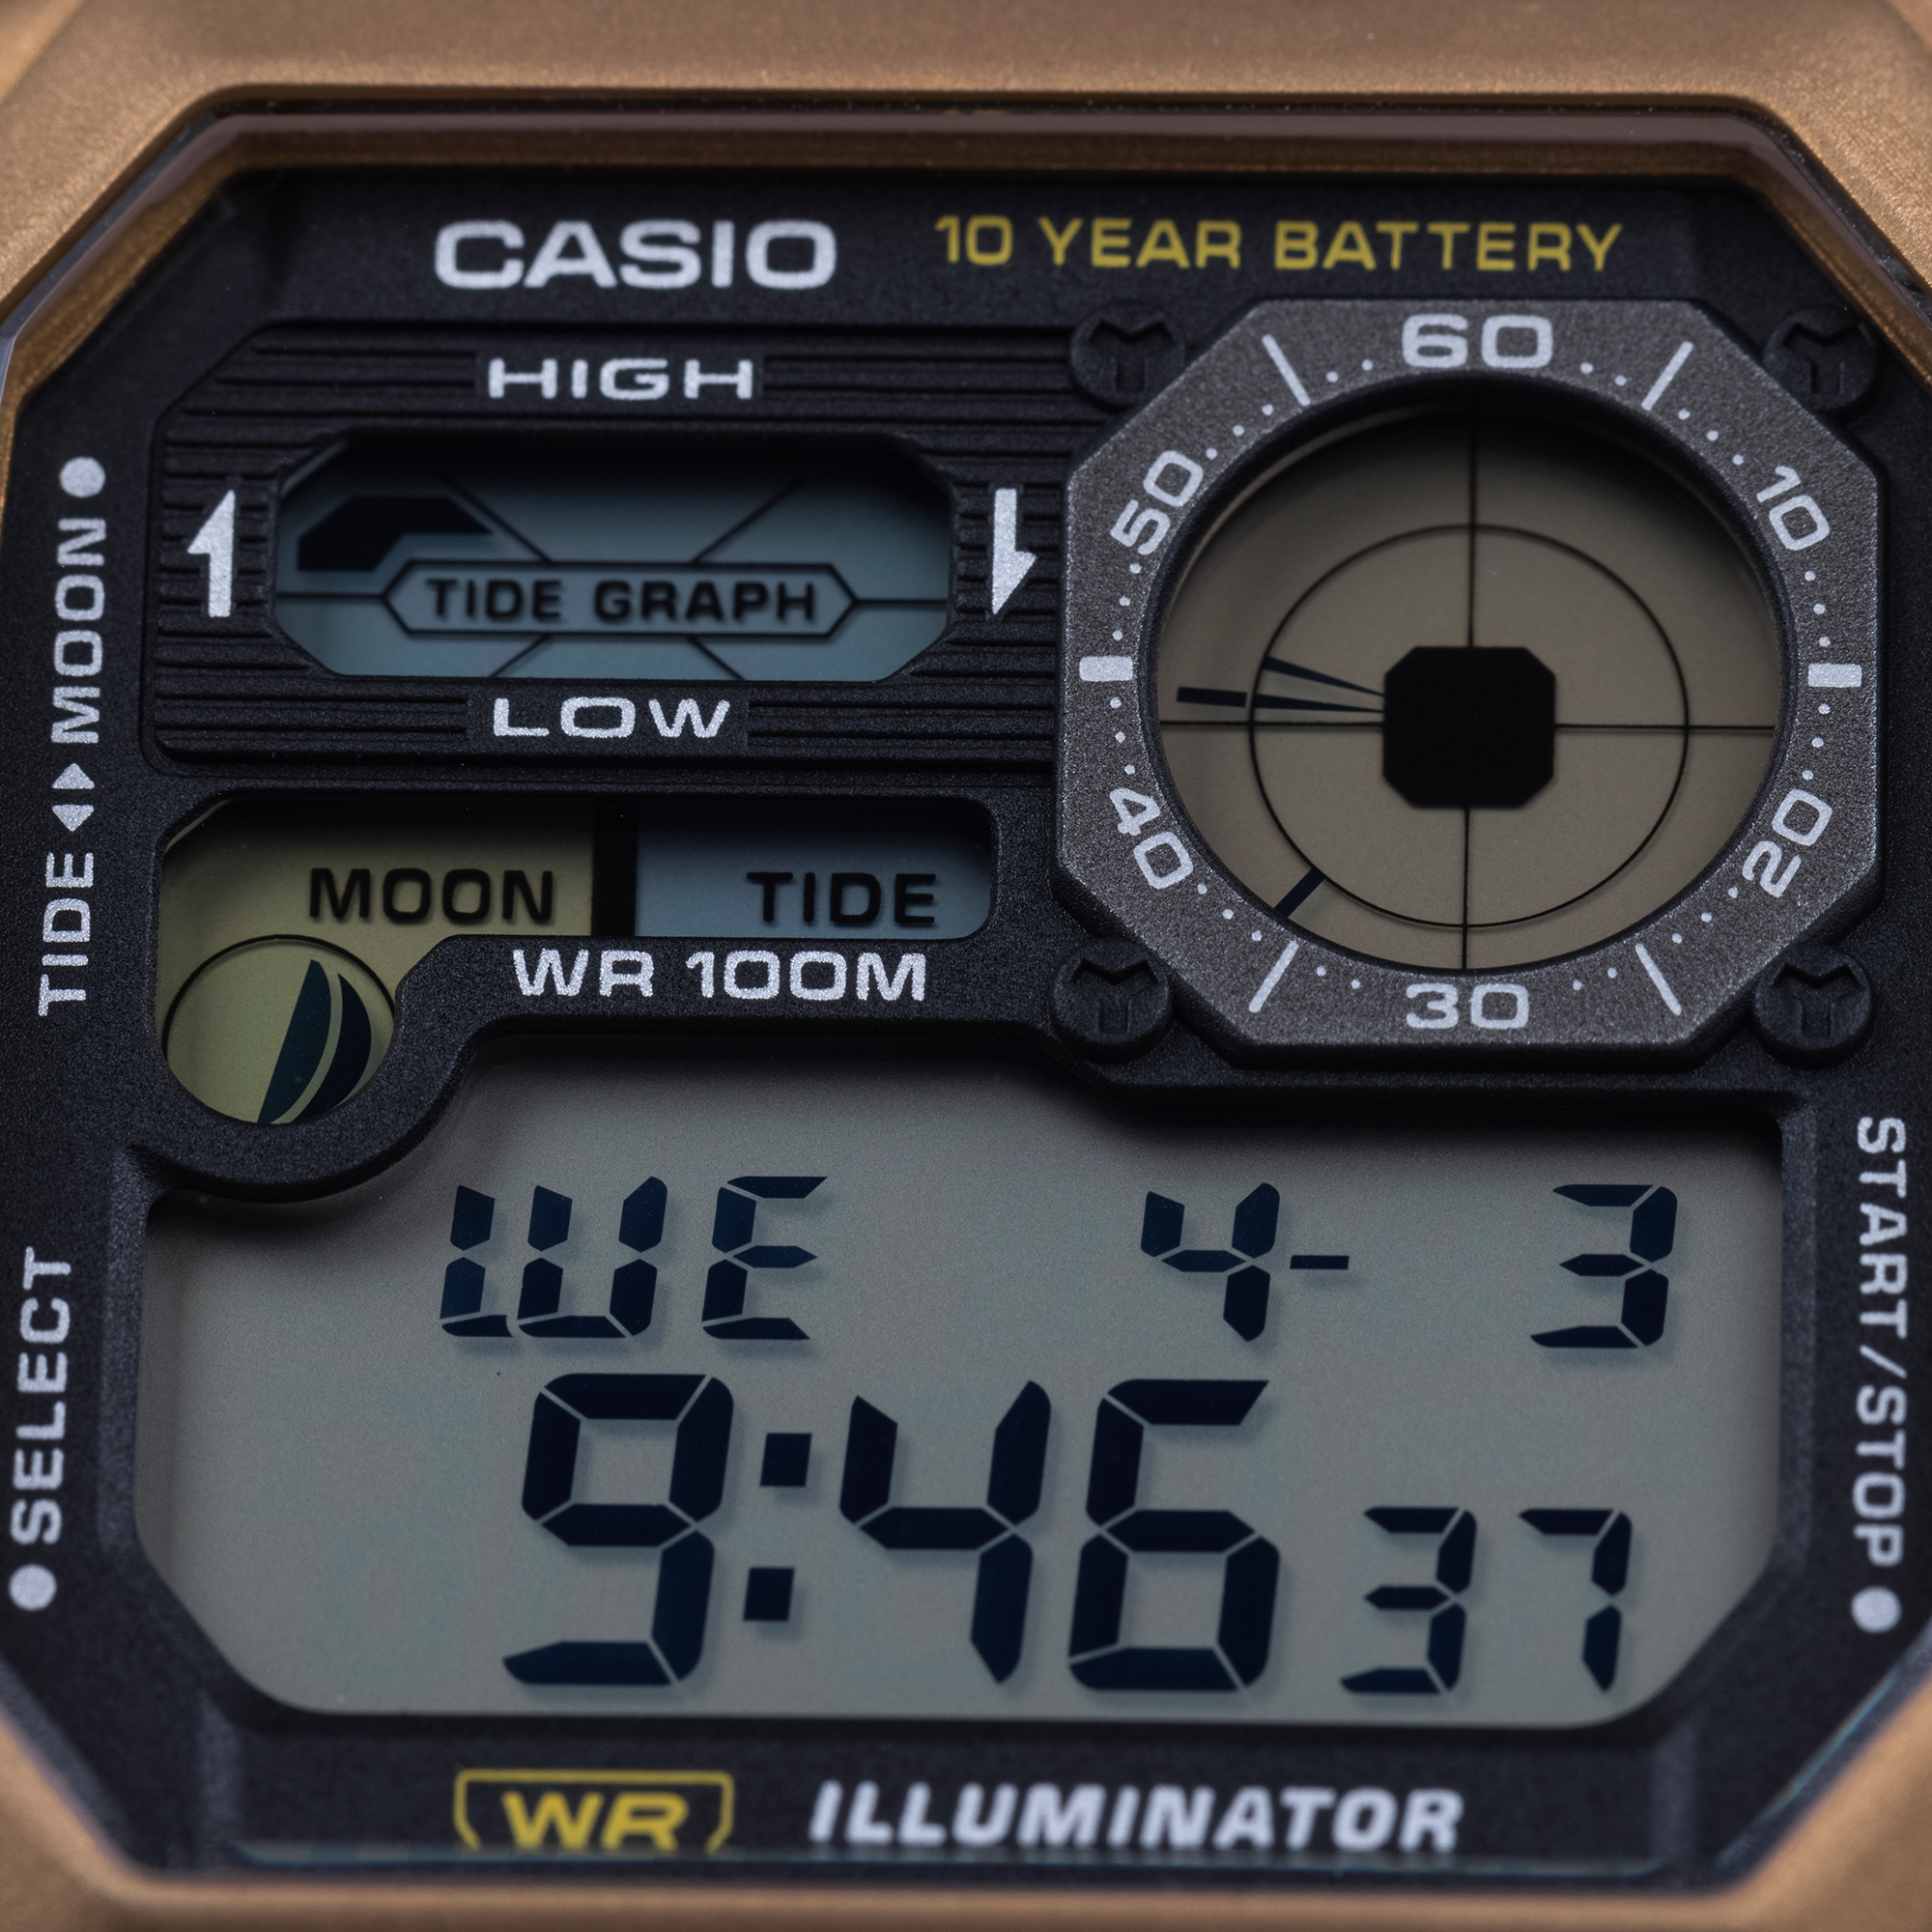 CASIO 10 YEAR BATTERY
HIGH
TIDE GRAPH
LOW
TIDE MOON
60
10
20
30
40
50
MOON TIDE
WR 100M
WE 4- 3
9:46 37
SELECT
START/STOP
WR ILLUMINATOR